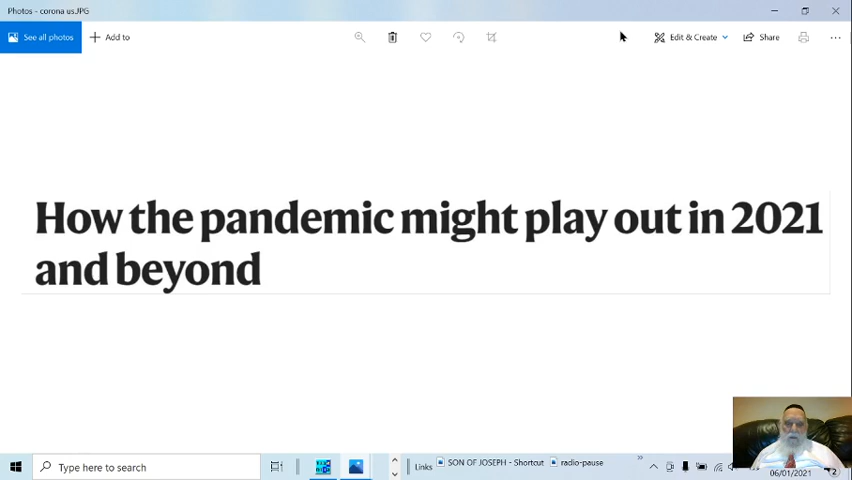 Photos - corona us.JPG
See all photos
Add to
Edit & Create
Share
How the pandemic might play out in 2021
and beyond
Type here to search
Links
SON OF JOSEPH - Shortcut
radio-pause
06/01/2021
2